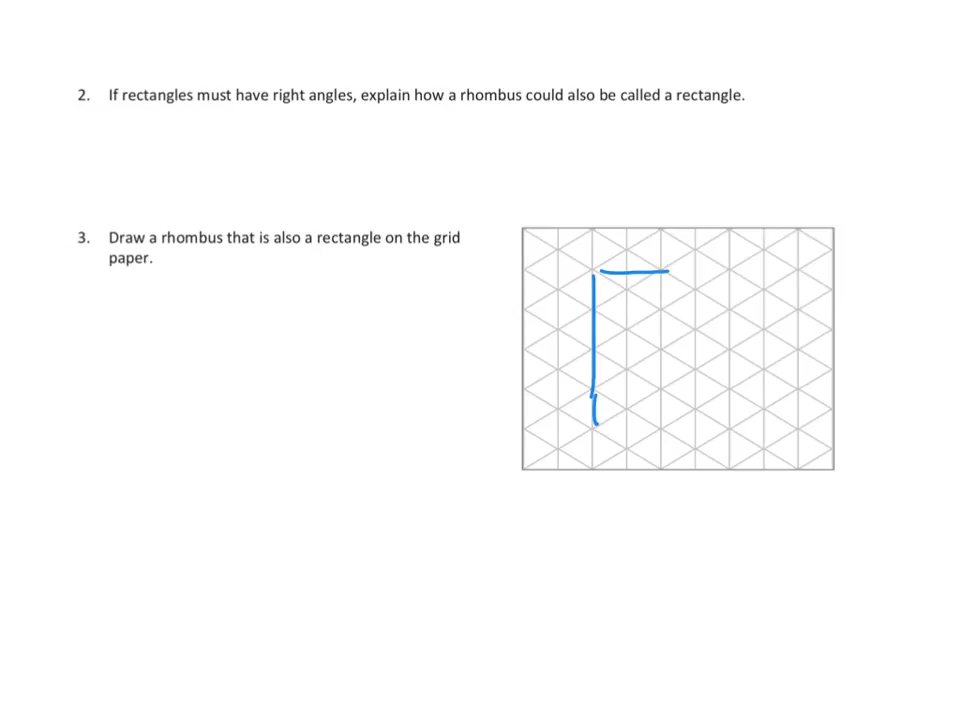 2. If rectangles must have right angles, explain how a rhombus could also be called a rectangle.
3. Draw a rhombus that is also a rectangle on the grid
paper.